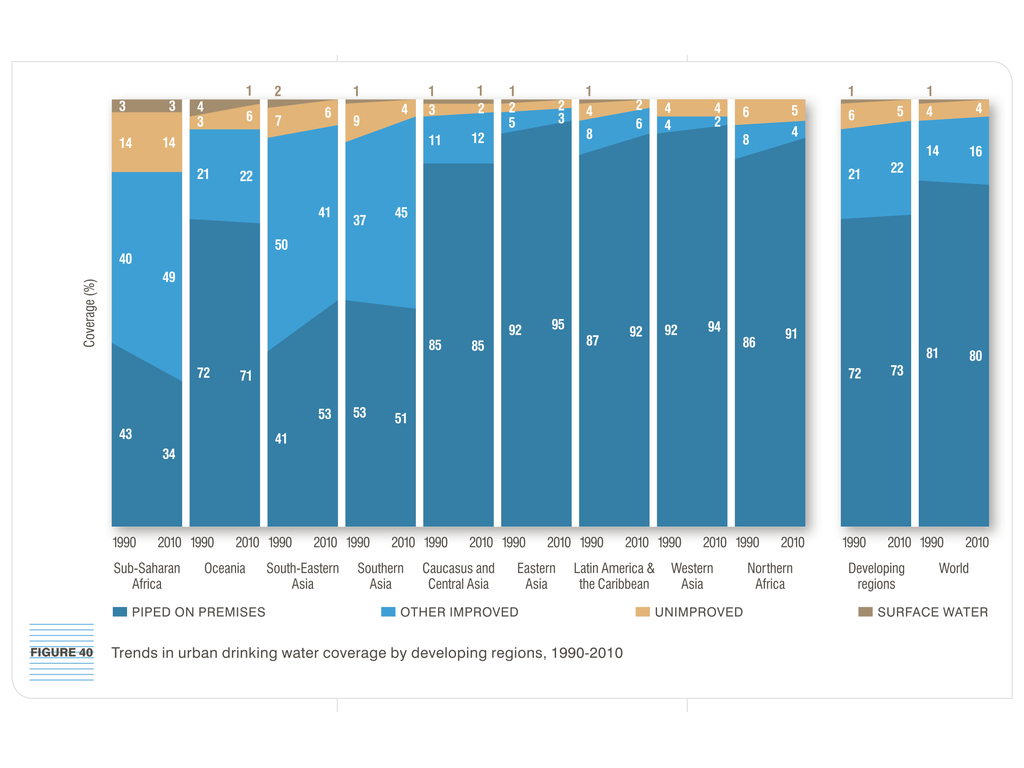 1 2 1 1 1 1 1 1 1
3 3 4 6 7 6 9 4 3 2 2 2 4 2 4 4 6 5 6 5 4 4
3 5 3 8 6 4 2 8 4
14 14 21 22 50 41 37 45 11 12 21 22 14 16
40 49
92 95 87 92 92 94 86 91
85 85 81 80
72 71 72 73
43 34 41 53 53 51
Coverage (%)
1990 2010 1990 2010 1990 2010 1990 2010 1990 2010 1990 2010 1990 2010 1990 2010 1990 2010 1990 2010 1990 2010
Sub-Saharan Oceania South-Eastern Southern Caucasus and Eastern Latin America & Western Northern Developing World
Africa Asia Asia Central Asia Asia the Caribbean Asia Africa regions
PIPED ON PREMISES OTHER IMPROVED UNIMPROVED SURFACE WATER
FIGURE 40 Trends in urban drinking water coverage by developing regions, 1990-2010